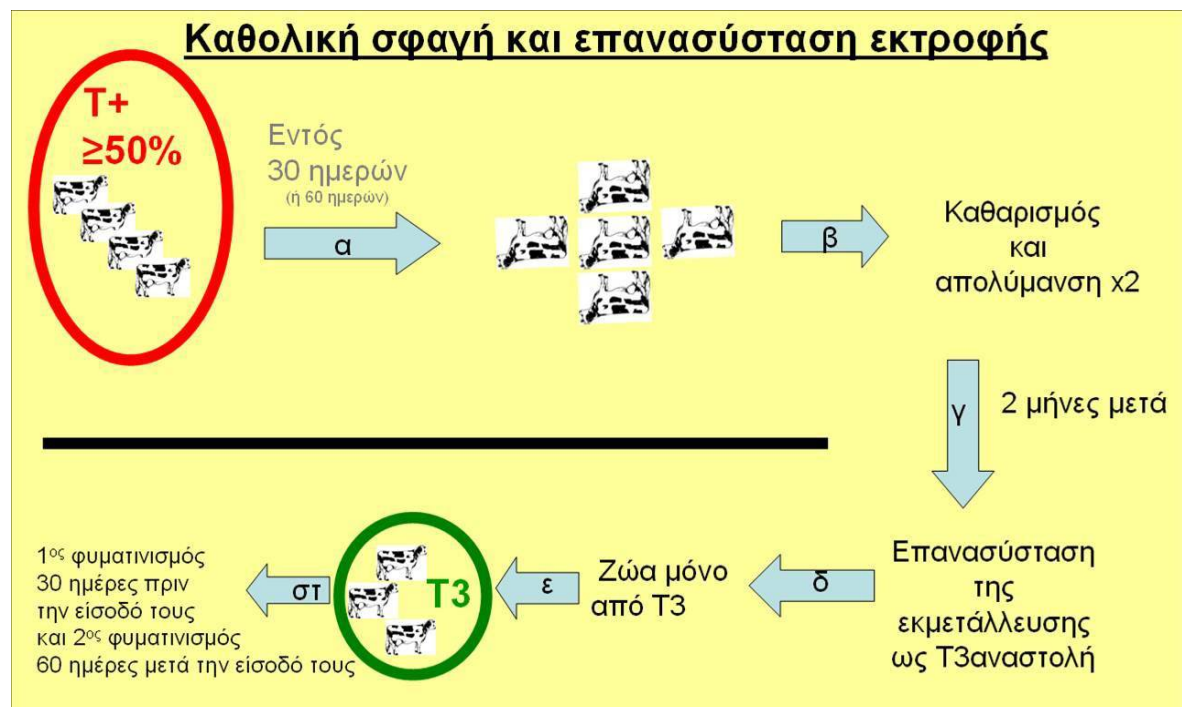 Καθολική σφαγή και επανασύσταση εκτροφής
T+
≥50%
Εντός
30 ημερών
(ή 60 ημερών)
α
β
Καθαρισμός
και
απολύμανση x2
γ
2 μήνες μετά
Επανασύσταση
της
εκμετάλλευσης
ως Τ3αναστολή
δ
Ζώα μόνο
από Τ3
ε
T3
στ
1ος φυματινισμός
30 ημέρες πριν
την είσοδό τους
και 2ος φυματινισμός
60 ημέρες μετά την είσοδό τους